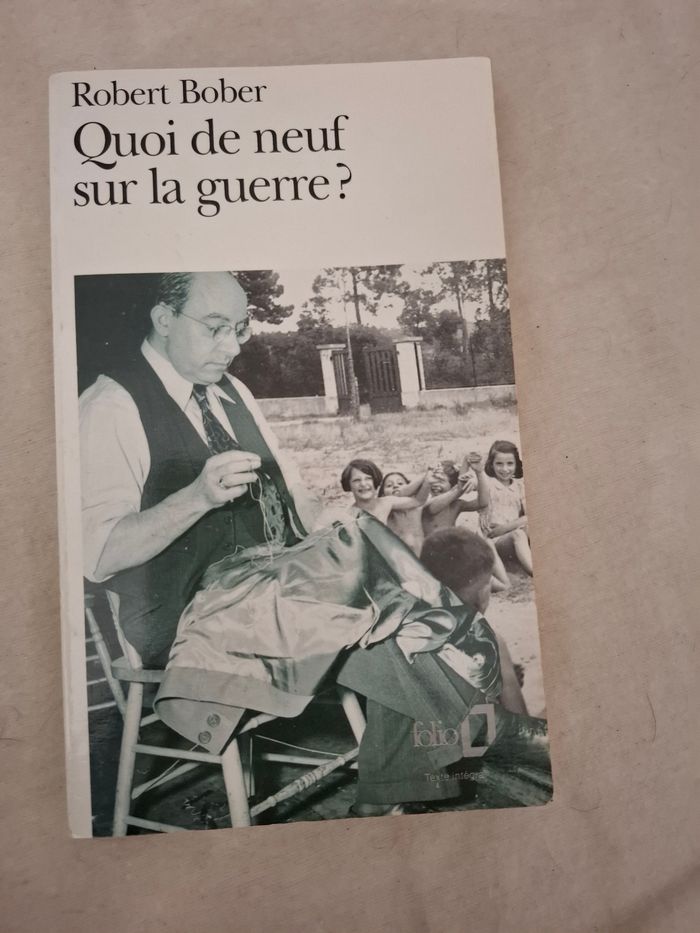 Robert Bober
Quoi de neuf
sur la guerre ?
folio
Texte intégral